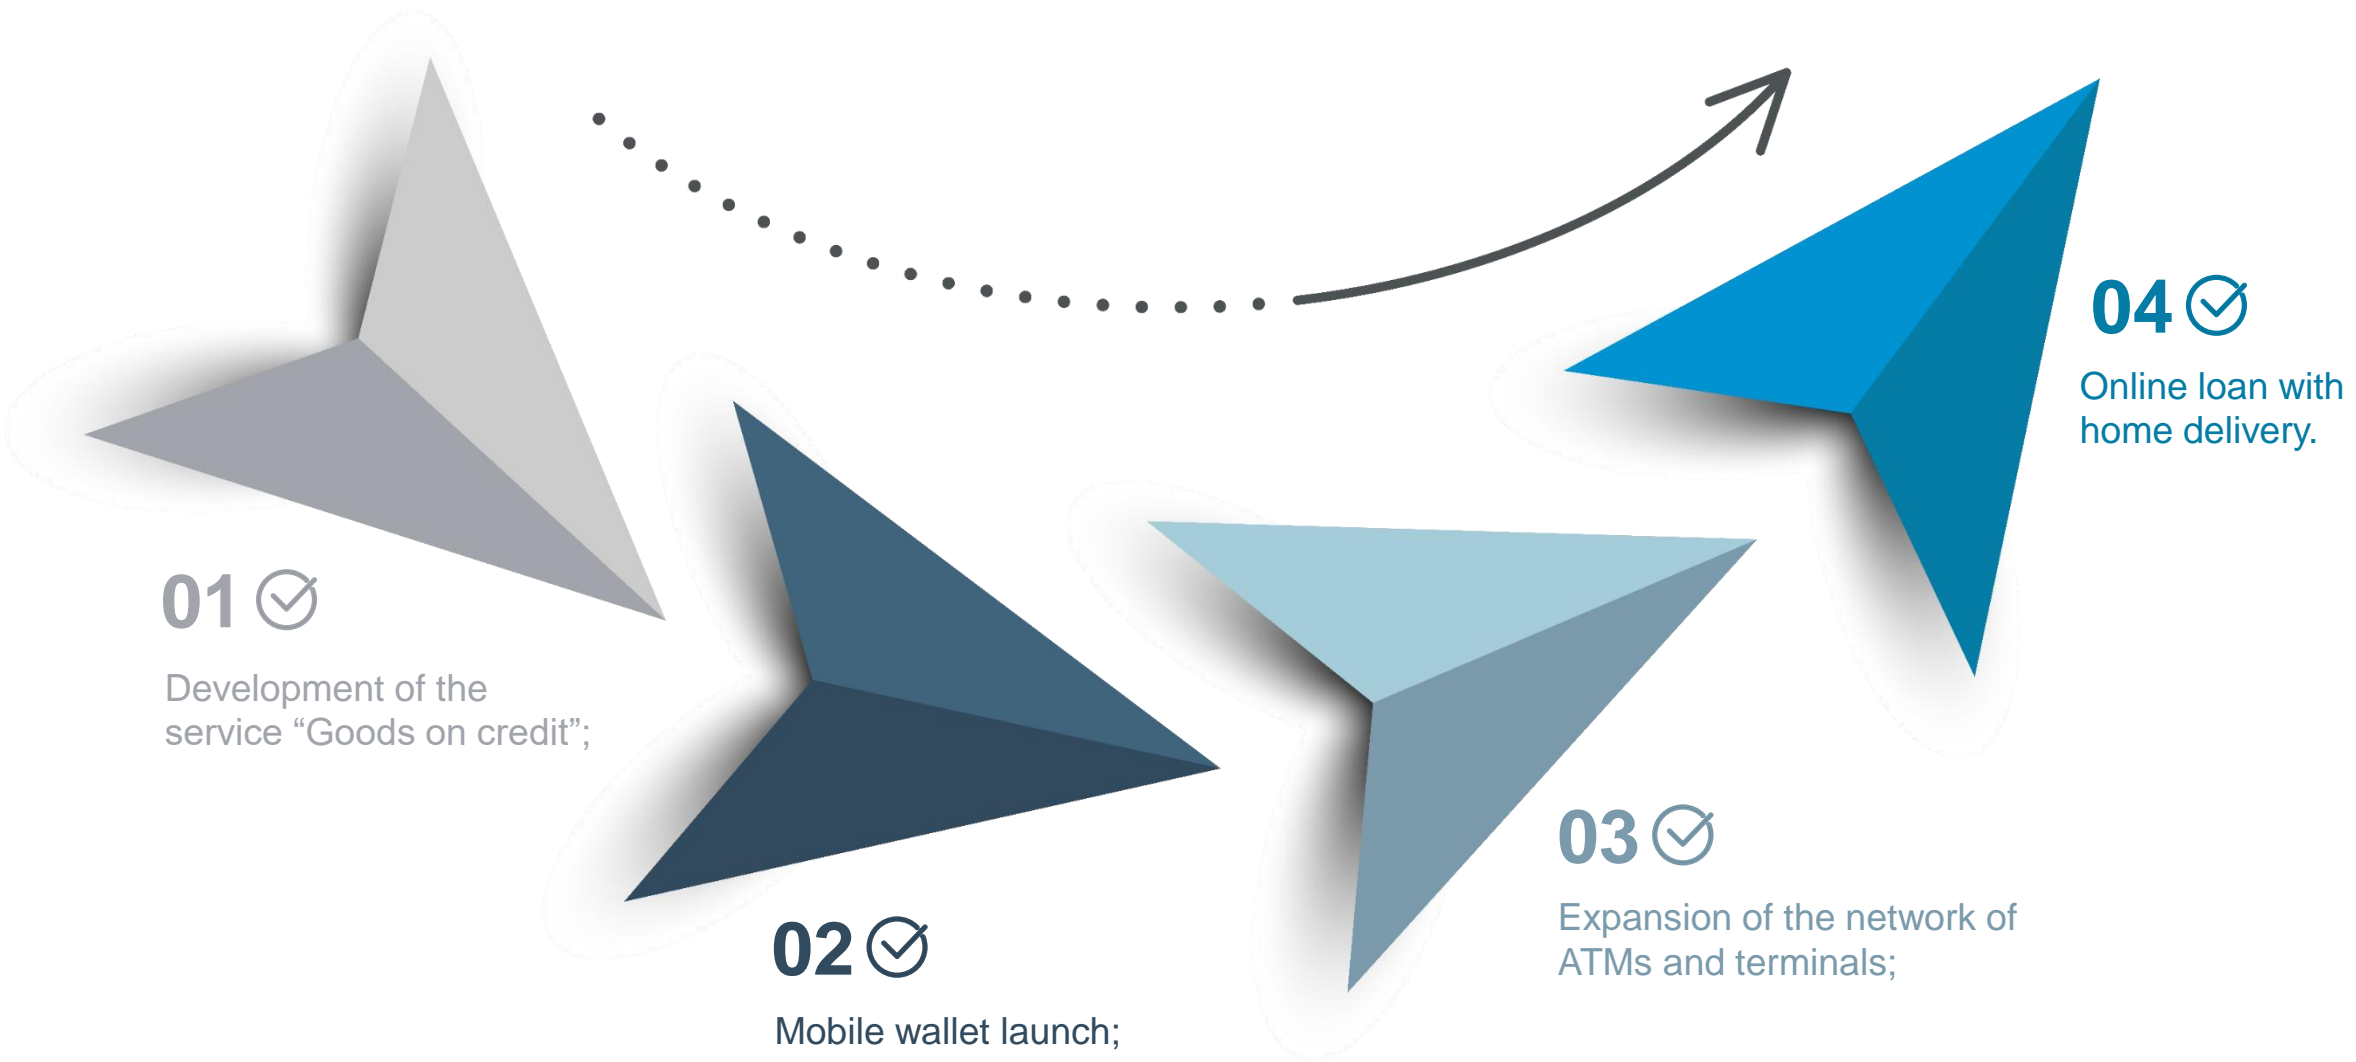 01
Development of the
service “Goods on credit”;
02
Mobile wallet launch;
03
Expansion of the network of
ATMs and terminals;
04
Online loan with
home delivery.